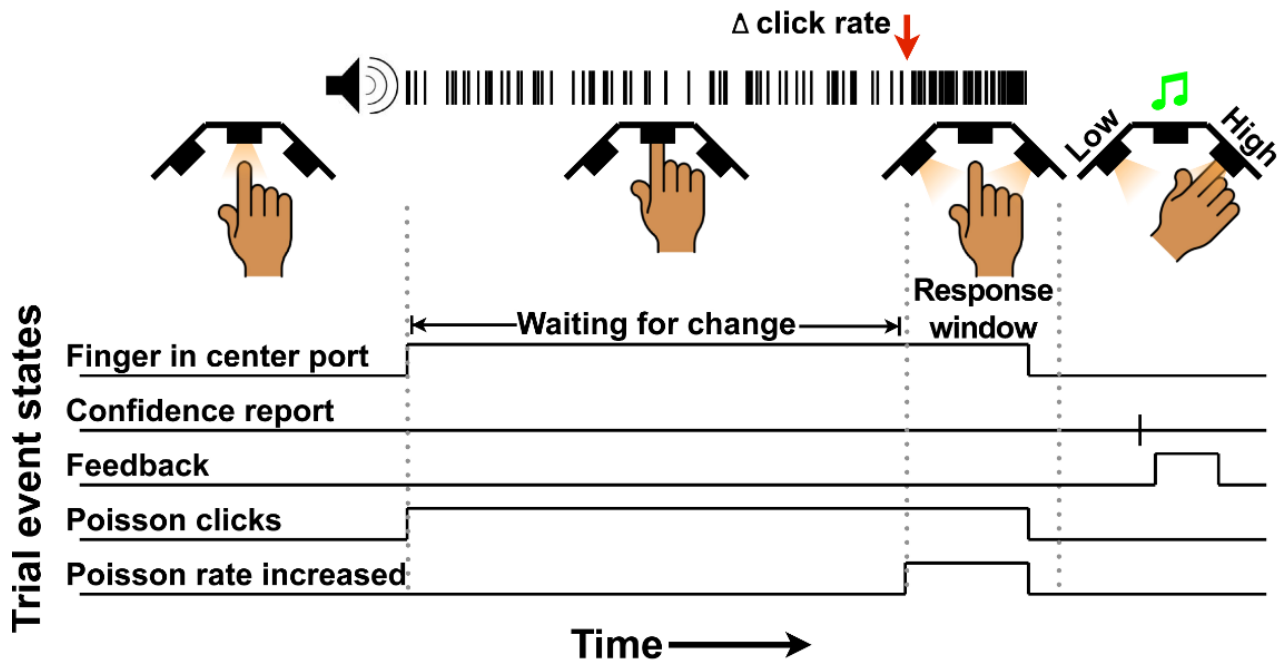 Δ click rate
Low
High
Response
window
Waiting for change
Trial event states
Finger in center port
Confidence report
Feedback
Poisson clicks
Poisson rate increased
Time